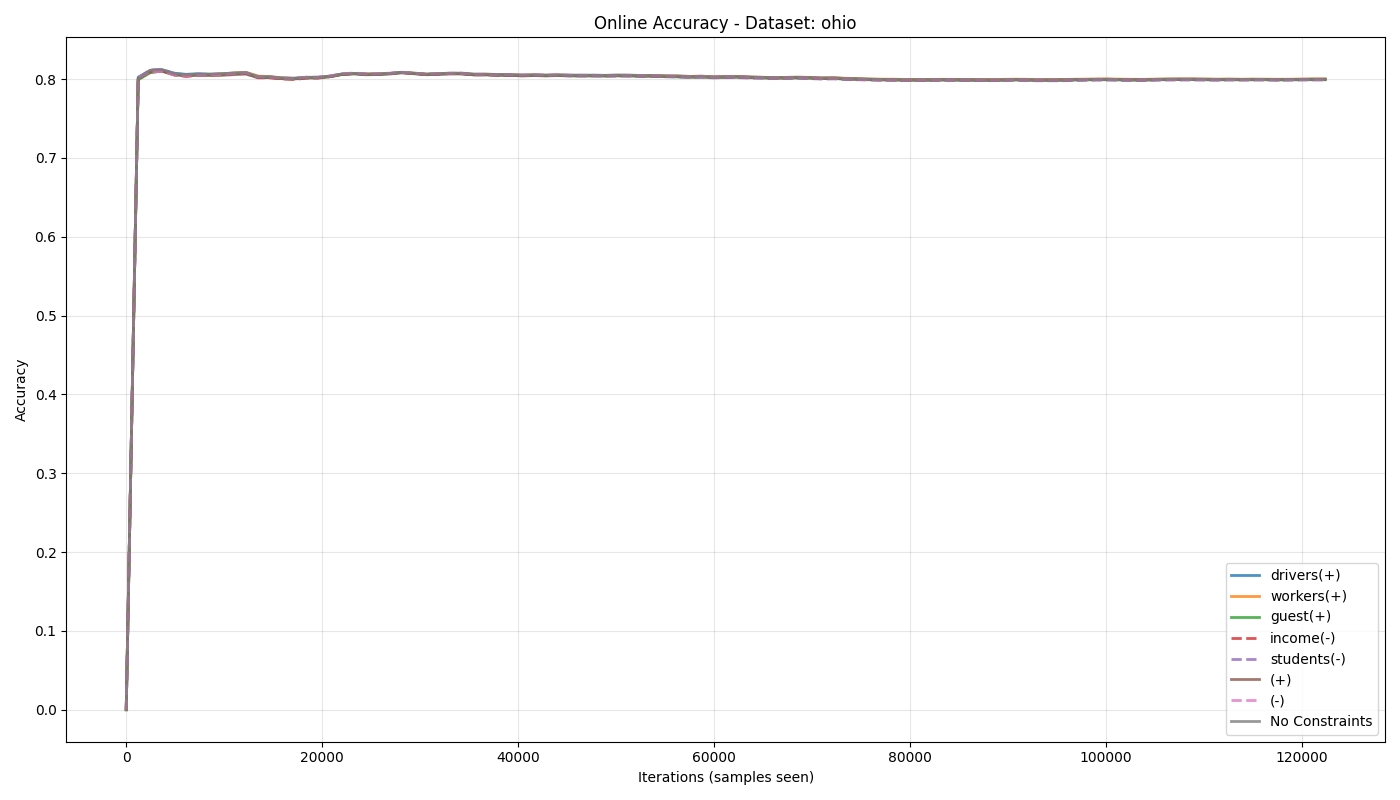 Online Accuracy - Dataset: ohio
Accuracy
0.8
0.7
0.6
0.5
0.4
0.3
0.2
0.1
0.0
drivers(+)
workers(+)
guest(+)
income(-)
students(-)
(+)
(-)
No Constraints
0 20000 40000 60000 80000 100000 120000
Iterations (samples seen)